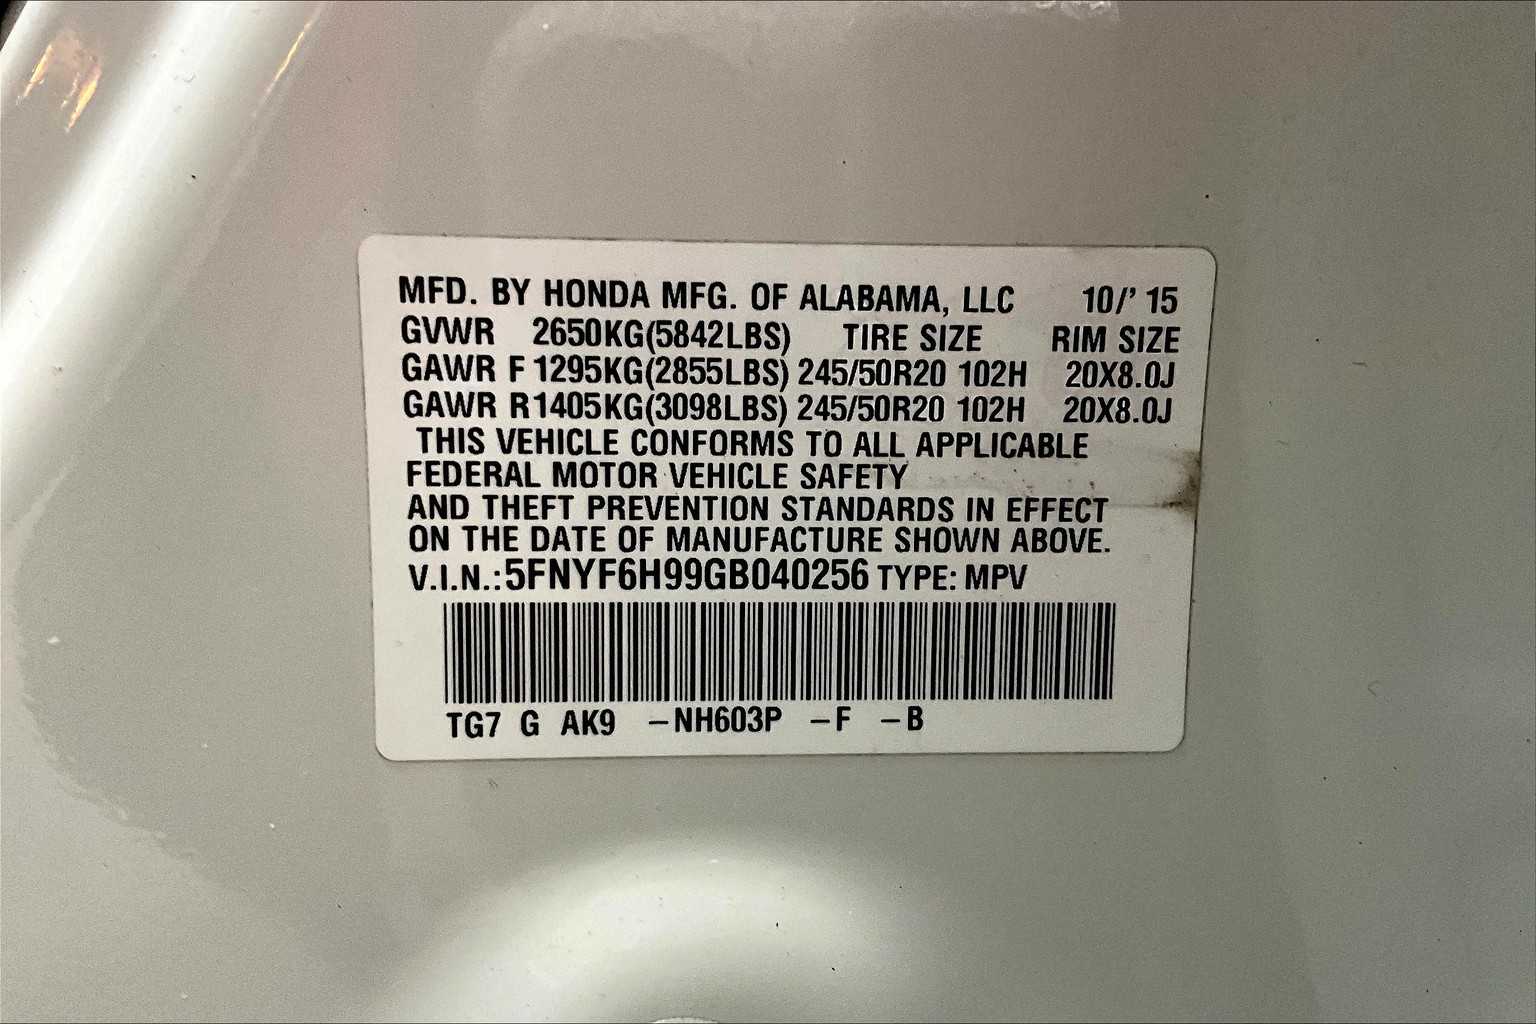 MFD. BY HONDA MFG. OF ALABAMA, LLC 10/' 15
GVWR 2650KG(5842LBS) TIRE SIZE RIM SIZE
GAWR F 1295KG(2855LBS) 245/50R20 102H 20X8.0J
GAWR R1405KG(3098LBS) 245/50R20 102H 20X8.0J
THIS VEHICLE CONFORMS TO ALL APPLICABLE
FEDERAL MOTOR VEHICLE SAFETY
AND THEFT PREVENTION STANDARDS IN EFFECT
ON THE DATE OF MANUFACTURE SHOWN ABOVE.
V.I.N.:5FNYF6H99GB040256 TYPE: MPV
TG7 G AK9 –NH603P –F –B